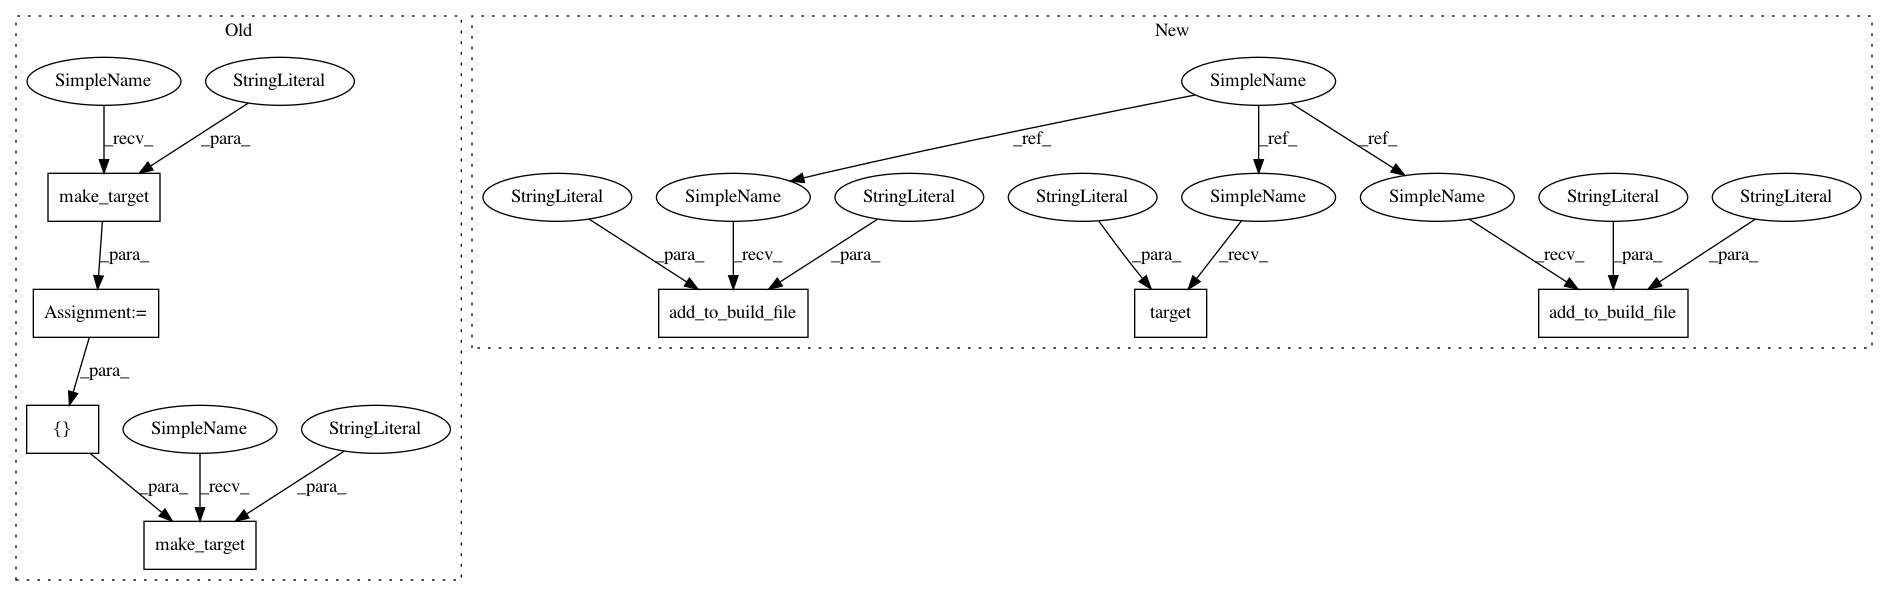 Old
New
SimpleName
StringLiteral
SimpleName
_recv_
_para_
_ref_
_ref_
_ref_
make_target
StringLiteral
SimpleName
StringLiteral
StringLiteral
SimpleName
SimpleName
StringLiteral
StringLiteral
_para_
_para_
_recv_
_para_
_para_
_recv_
_recv_
_para_
_para_
Assignment:=
add_to_build_file
target
add_to_build_file
_para_
{}
SimpleName
StringLiteral
_para_
_recv_
_para_
make_target